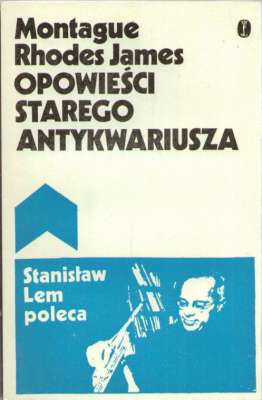 Montague
Rhodes James
OPOWIEŚCI
STAREGO
ANTYKWARIUSZA
Stanisław
Lem
poleca